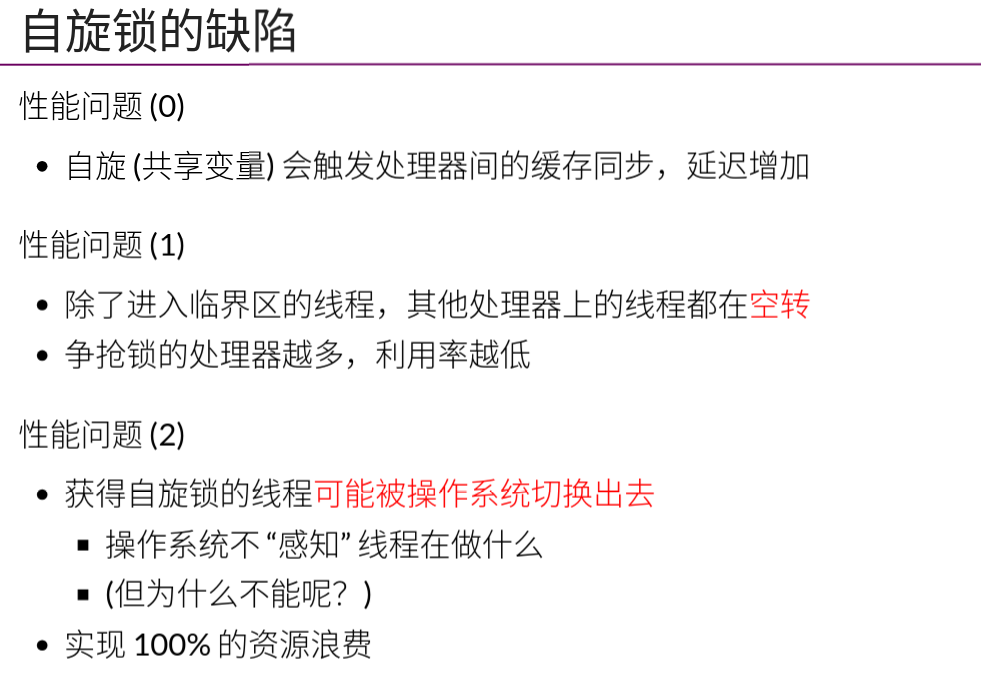 自旋锁的缺陷
性能问题 (0)
• 自旋 (共享变量) 会触发处理器间的缓存同步，延迟增加
性能问题 (1)
• 除了进入临界区的线程，其他处理器上的线程都在空转
• 争抢锁的处理器越多，利用率越低
性能问题 (2)
• 获得自旋锁的线程可能被操作系统切换出去
▪ 操作系统不 “感知” 线程在做什么
▪ (但为什么不能呢？)
• 实现 100% 的资源浪费